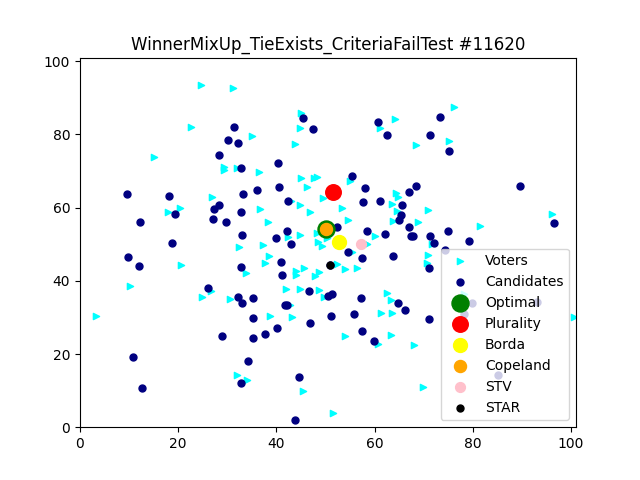 WinnerMixUp_TieExists_CriteriaFailTest #11620
100
80
60
40
20
0
0
20
40
60
80
100
Voters
Candidates
Optimal
Plurality
Borda
Copeland
STV
STAR